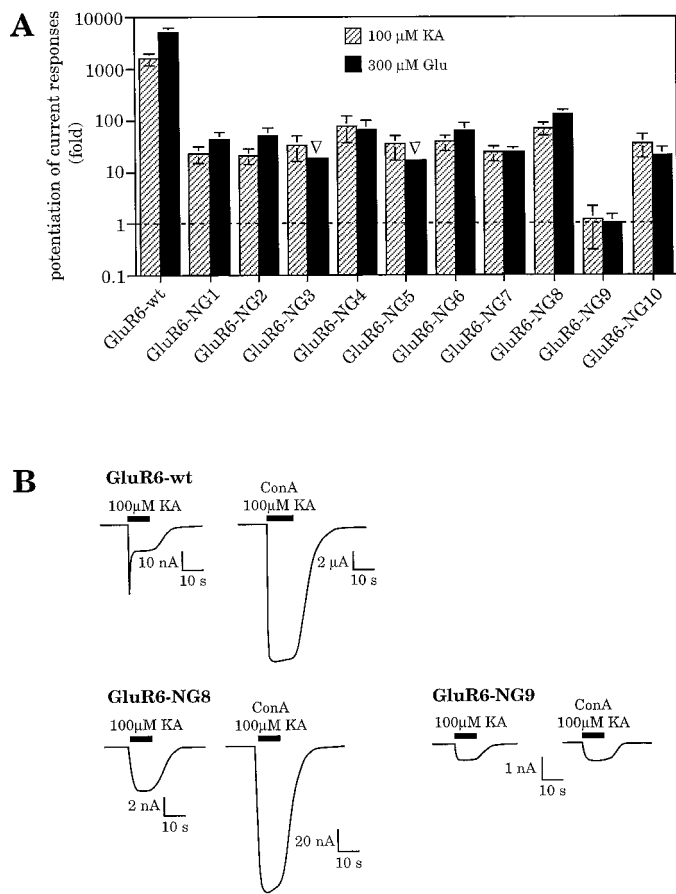 A
potentiation of current responses
(fold)
10000
1000
100
10
1
0.1
100 µM KA
300 µM Glu
GluR6-wt
GluR6-NG1
GluR6-NG2
GluR6-NG3
GluR6-NG4
GluR6-NG5
GluR6-NG6
GluR6-NG7
GluR6-NG8
GluR6-NG9
GluR6-NG10
B
GluR6-wt
100µM KA
10 nA
10 s
ConA
100µM KA
2 µA
10 s
GluR6-NG8
100µM KA
2 nA
10 s
ConA
100µM KA
20 nA
10 s
GluR6-NG9
100µM KA
ConA
100µM KA
1 nA
10 s